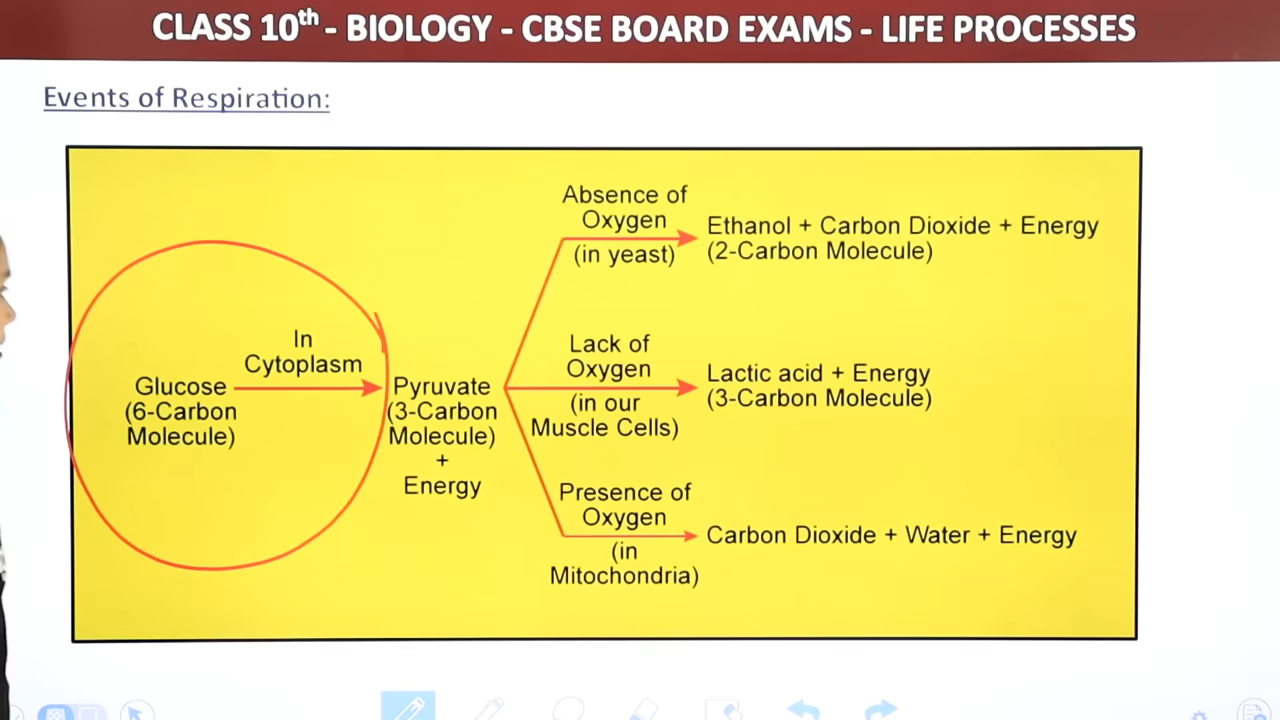 CLASS 10th - BIOLOGY - CBSE BOARD EXAMS - LIFE PROCESSES
Events of Respiration:
Glucose
(6-Carbon
Molecule)
In
Cytoplasm
Pyruvate
(3-Carbon
Molecule)
+
Energy
Absence of
Oxygen
(in yeast)
Ethanol + Carbon Dioxide + Energy
(2-Carbon Molecule)
Lack of
Oxygen
(in our
Muscle Cells)
Lactic acid + Energy
(3-Carbon Molecule)
Presence of
Oxygen
(in
Mitochondria)
Carbon Dioxide + Water + Energy